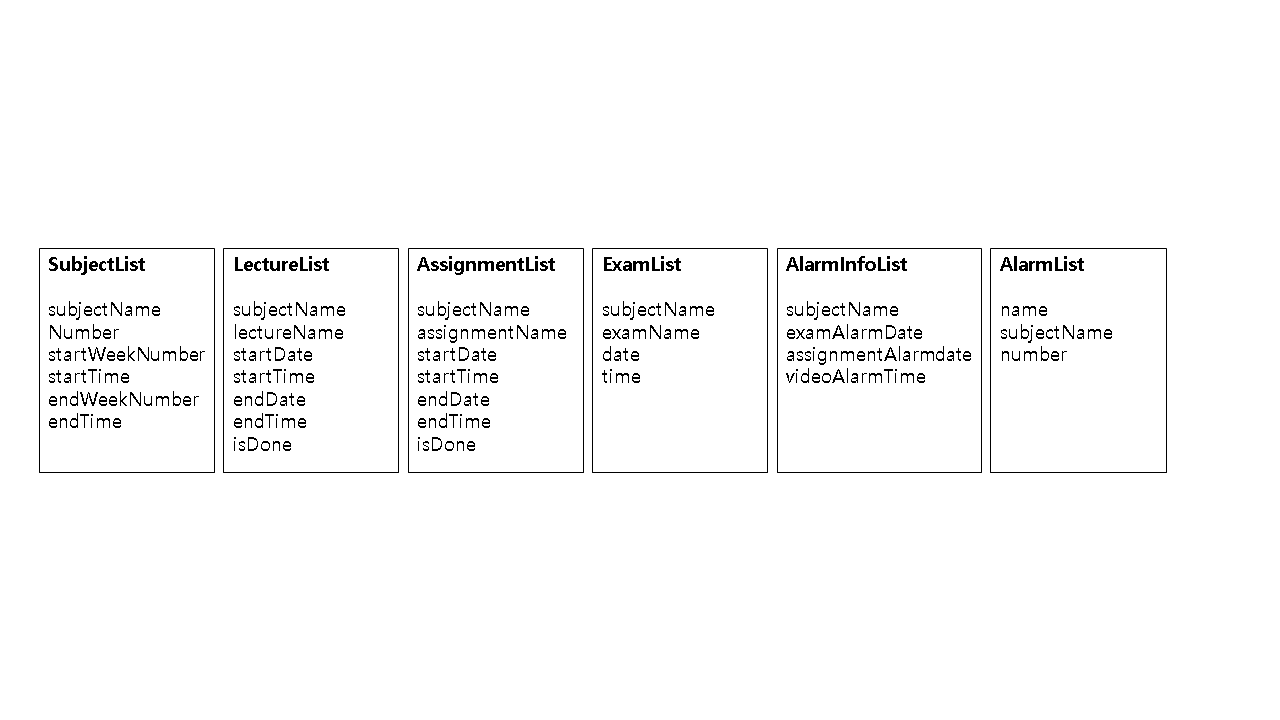 SubjectList
subjectName
Number
startWeekNumber
startTime
endWeekNumber
endTime
LectureList
subjectName
lectureName
startDate
startTime
endDate
endTime
isDone
AssignmentList
subjectName
assignmentName
startDate
startTime
endDate
endTime
isDone
ExamList
subjectName
examName
date
time
AlarmInfoList
subjectName
examAlarmDate
assignmentAlarmdate
videoAlarmTime
AlarmList
name
subjectName
number